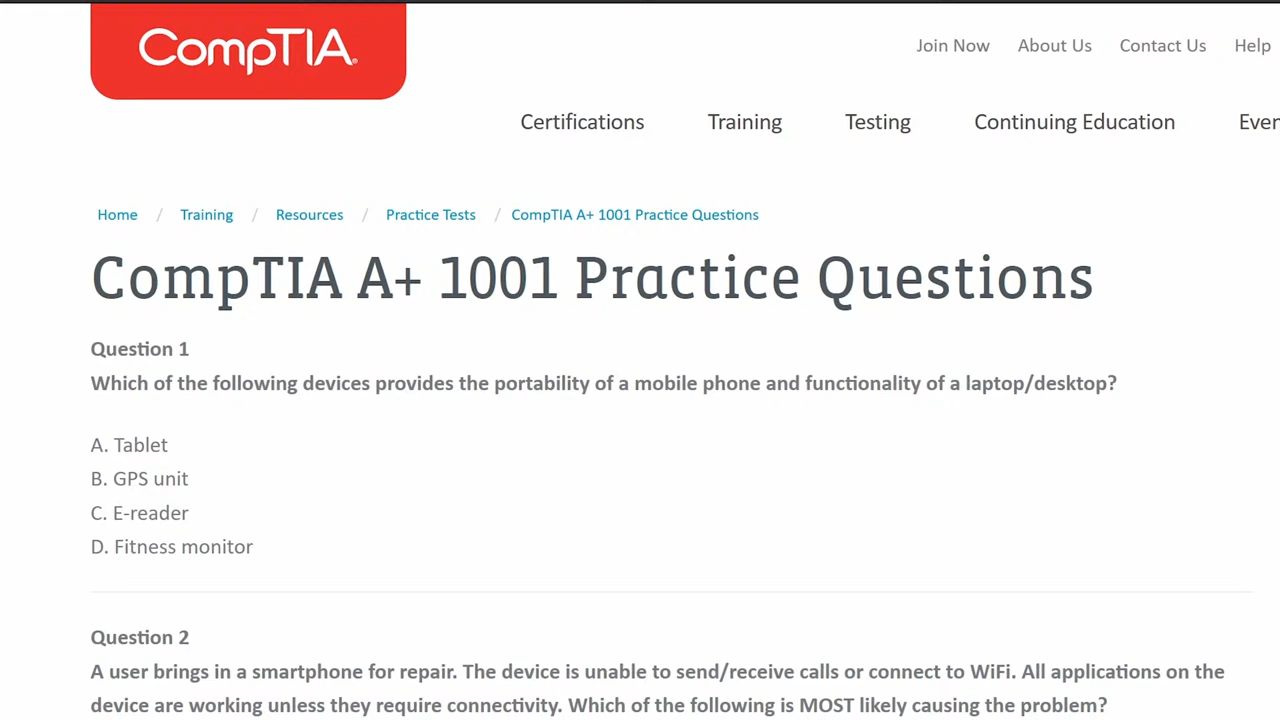 CompTIA.
Join Now About Us Contact Us Help
Certifications Training Testing Continuing Education
Home / Training / Resources / Practice Tests / CompTIA A+ 1001 Practice Questions
CompTIA A+ 1001 Practice Questions
Question 1
Which of the following devices provides the portability of a mobile phone and functionality of a laptop/desktop?
A. Tablet
B. GPS unit
C. E-reader
D. Fitness monitor
Question 2
A user brings in a smartphone for repair. The device is unable to send/receive calls or connect to WiFi. All applications on the
device are working unless they require connectivity. Which of the following is MOST likely causing the problem?